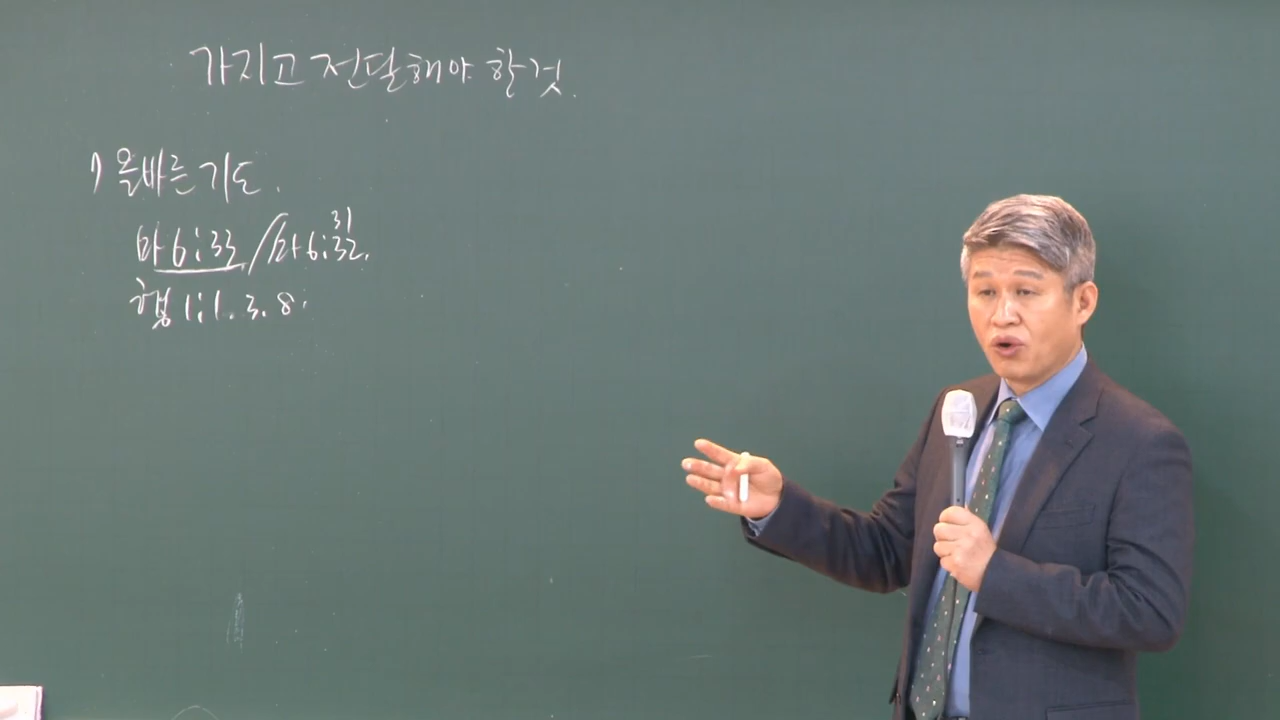 가지고 전달해야 할것.
1) 올바른 기도.
마 6:33 / 마 6:31 32.
행 1:1. 3. 8.